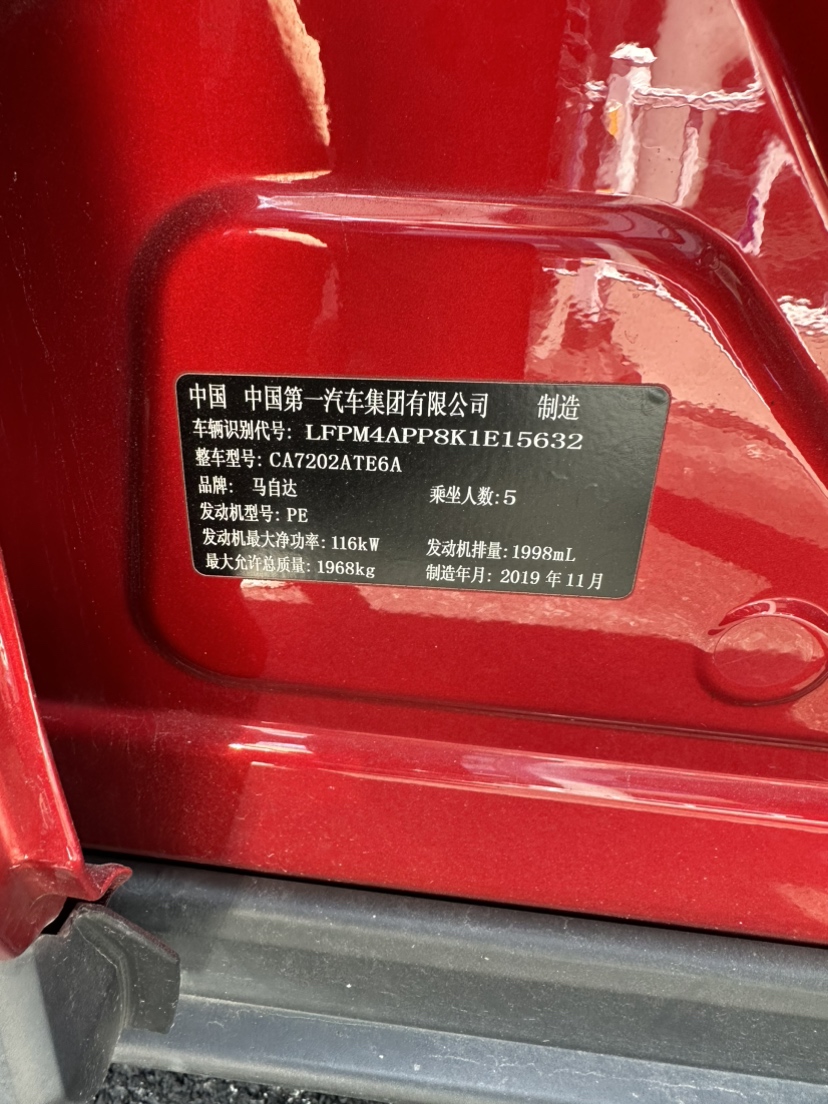 中国 中国第一汽车集团有限公司 制造
车辆识别代号: LFPM4APP8K1E15632
整车型号: CA7202ATE6A
品牌: 马自达 乘坐人数: 5
发动机型号: PE
发动机最大净功率: 116kW 发动机排量: 1998mL
最大允许总质量: 1968kg 制造年月: 2019 年 11 月